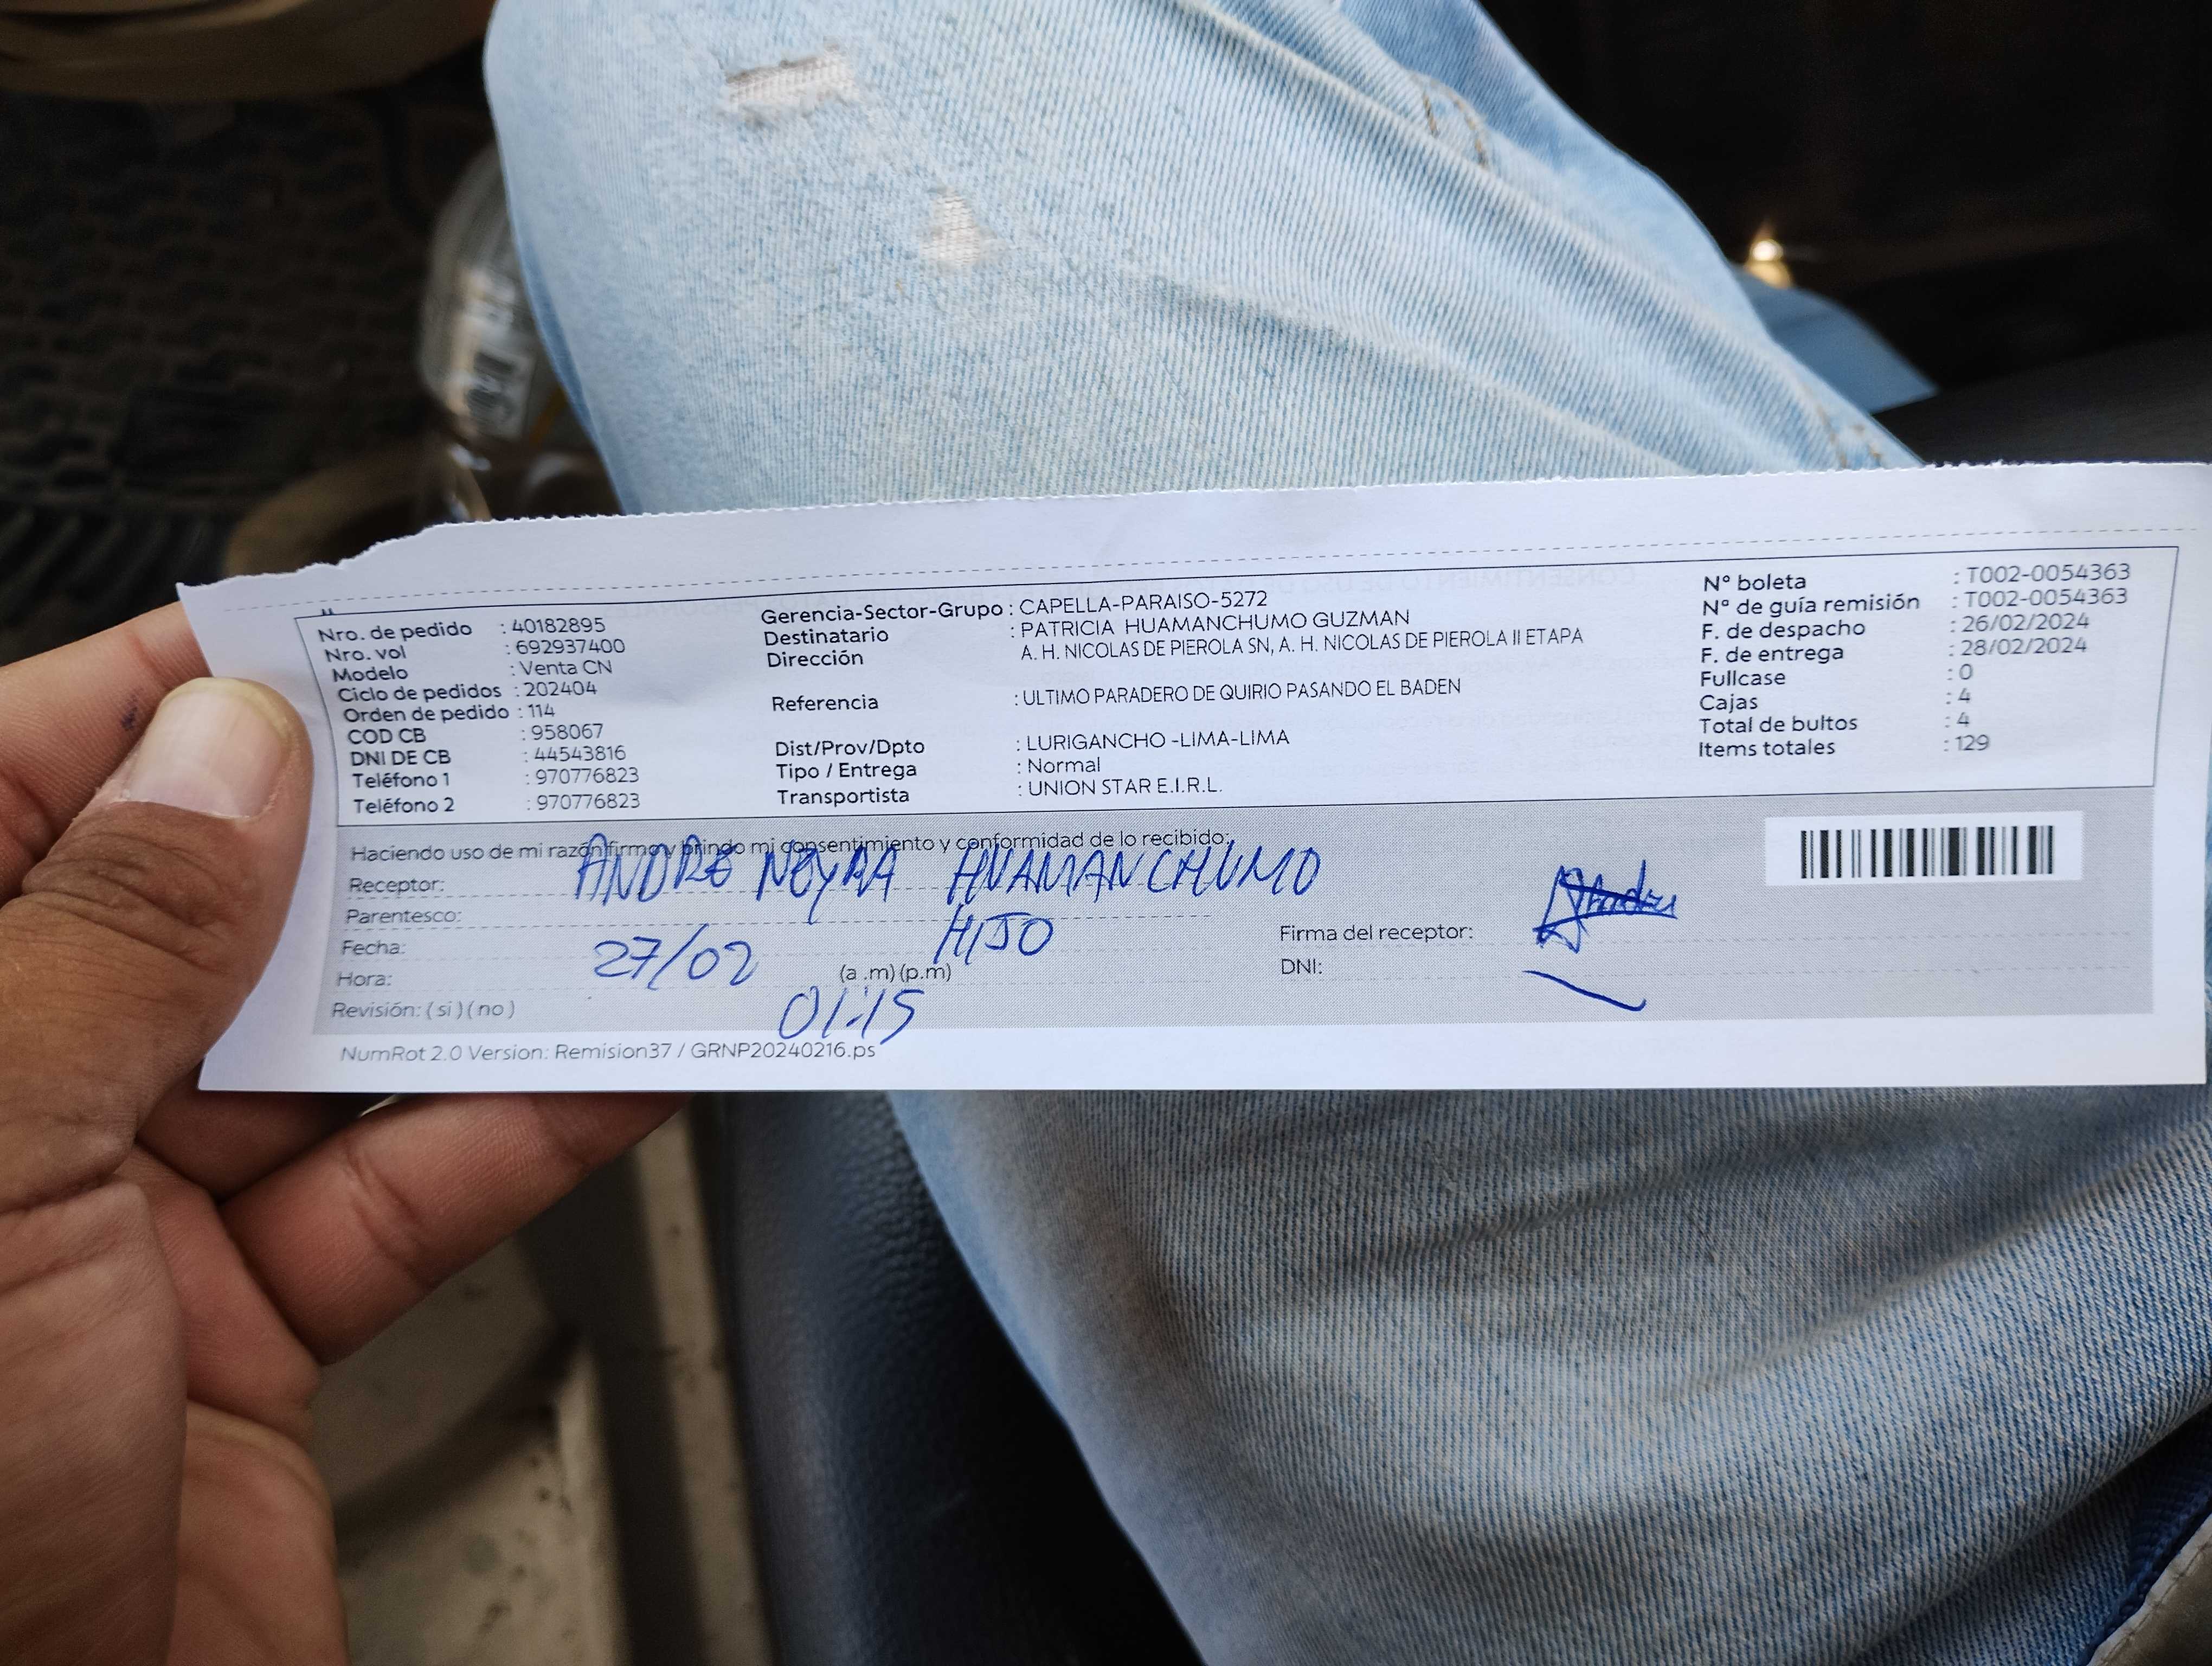 Nro. de pedido : 40182895
Nro. vol : 692937400
Modelo : Venta CN
Ciclo de pedidos : 202404
Orden de pedido : 114
COD CB : 958067
DNI DE CB : 44543816
Teléfono 1 : 970776823
Teléfono 2 : 970776823
Gerencia-Sector-Grupo : CAPELLA-PARAISO-5272
Destinatario : PATRICIA HUAMANCHUMO GUZMAN
Dirección A. H. NICOLAS DE PIEROLA SN, A. H. NICOLAS DE PIEROLA II ETAPA
Referencia : ULTIMO PARADERO DE QUIRIO PASANDO EL BADEN
Dist/Prov/Dpto : LURIGANCHO -LIMA-LIMA
Tipo / Entrega : Normal
Transportista : UNION STAR E.I.R.L.
N° boleta : T002-0054363
N° de guía remisión : T002-0054363
F. de despacho : 26/02/2024
F. de entrega : 28/02/2024
Fullcase : 0
Cajas : 4
Total de bultos : 4
Items totales : 129
Haciendo uso de mi razón firmo y brindo mi consentimiento y conformidad de lo recibido:
Receptor: ANDRE NEYRA HUAMANCHUMO
Parentesco: HIJO
Fecha: 27/02
Hora: (a .m) (p.m) 01:15
Revisión: ( si ) ( no )
Firma del receptor:
DNI:
NumRot 2.0 Version: Remision37 / GRNP20240216.ps